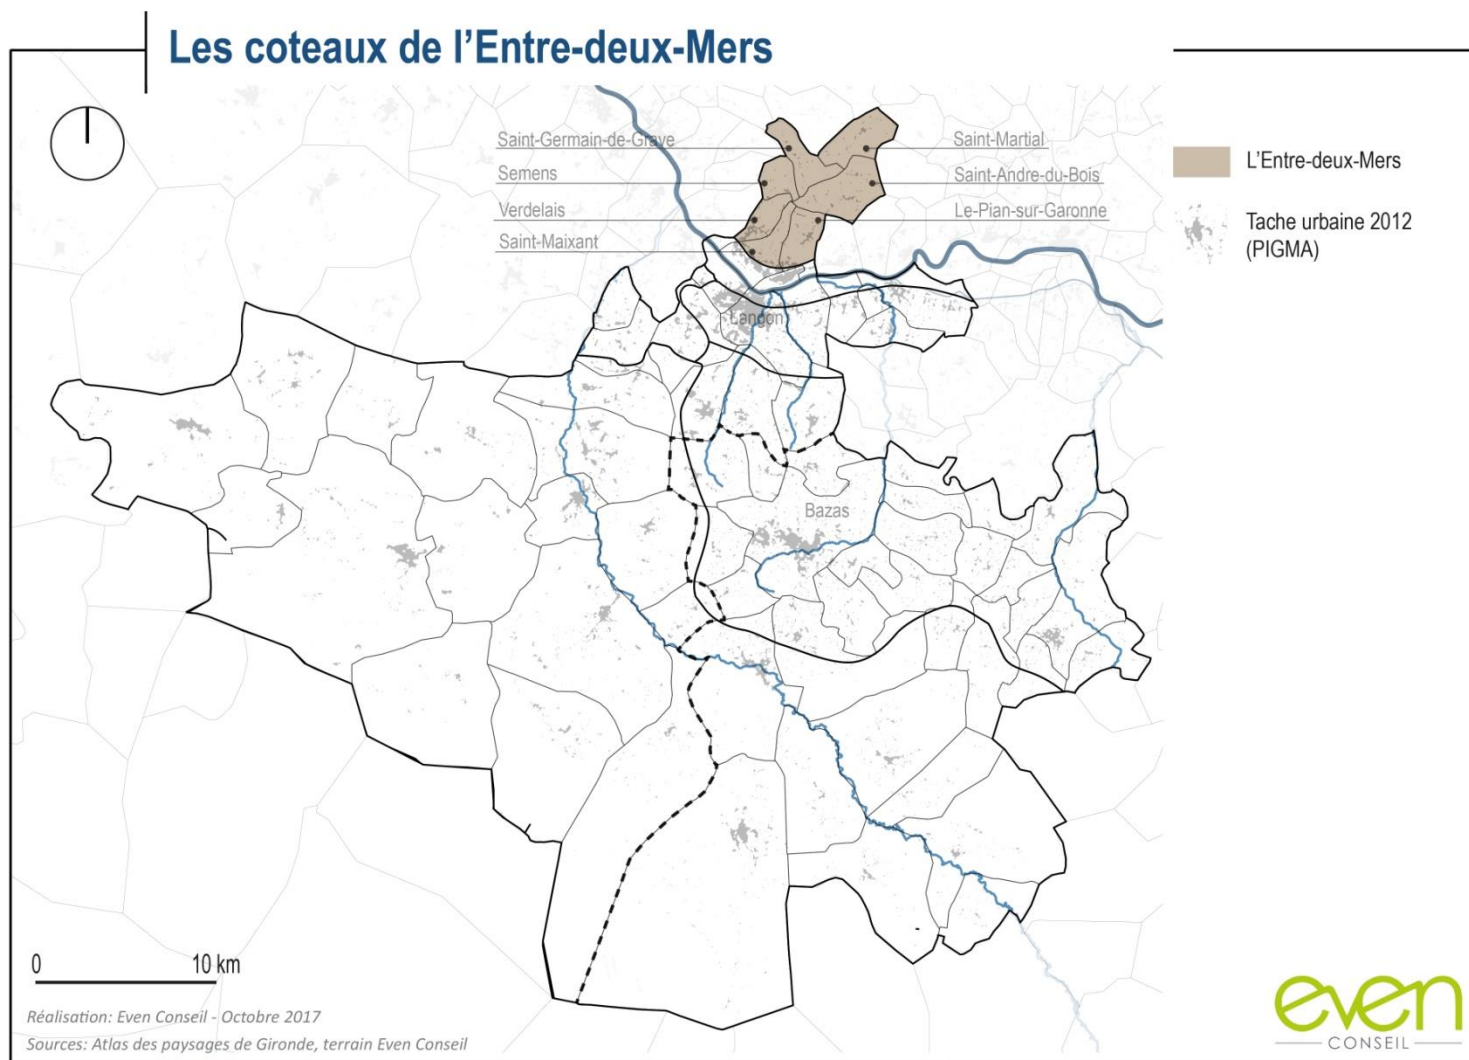 Les coteaux de l'Entre-deux-Mers
Saint-Germain-de-Grave
Saint-Martial
Semens
Saint-Andre-du-Bois
Verdelais
Le-Pian-sur-Garonne
Saint-Maixant
Langon
Bazas
L'Entre-deux-Mers
Tache urbaine 2012
(PIGMA)
0 10 km
Réalisation: Even Conseil - Octobre 2017
Sources: Atlas des paysages de Gironde, terrain Even Conseil
even
CONSEIL